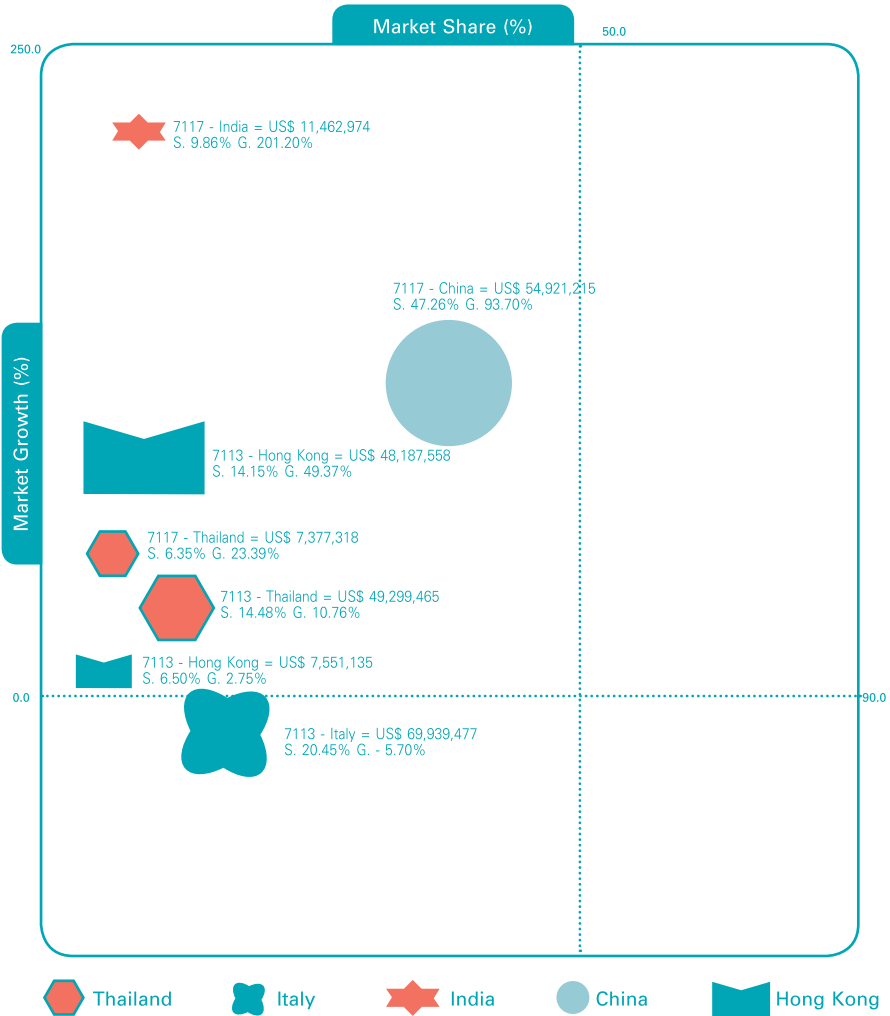 Market Share (%)
50.0
250.0
7117 - India = US$ 11,462,974
S. 9.86% G. 201.20%
7117 - China = US$ 54,921,215
S. 47.26% G. 93.70%
Market Growth (%)
7113 - Hong Kong = US$ 48,187,558
S. 14.15% G. 49.37%
7117 - Thailand = US$ 7,377,318
S. 6.35% G. 23.39%
7113 - Thailand = US$ 49,299,465
S. 14.48% G. 10.76%
7113 - Hong Kong = US$ 7,551,135
S. 6.50% G. 2.75%
0.0
90.0
7113 - Italy = US$ 69,939,477
S. 20.45% G. - 5.70%
Thailand
Italy
India
China
Hong Kong